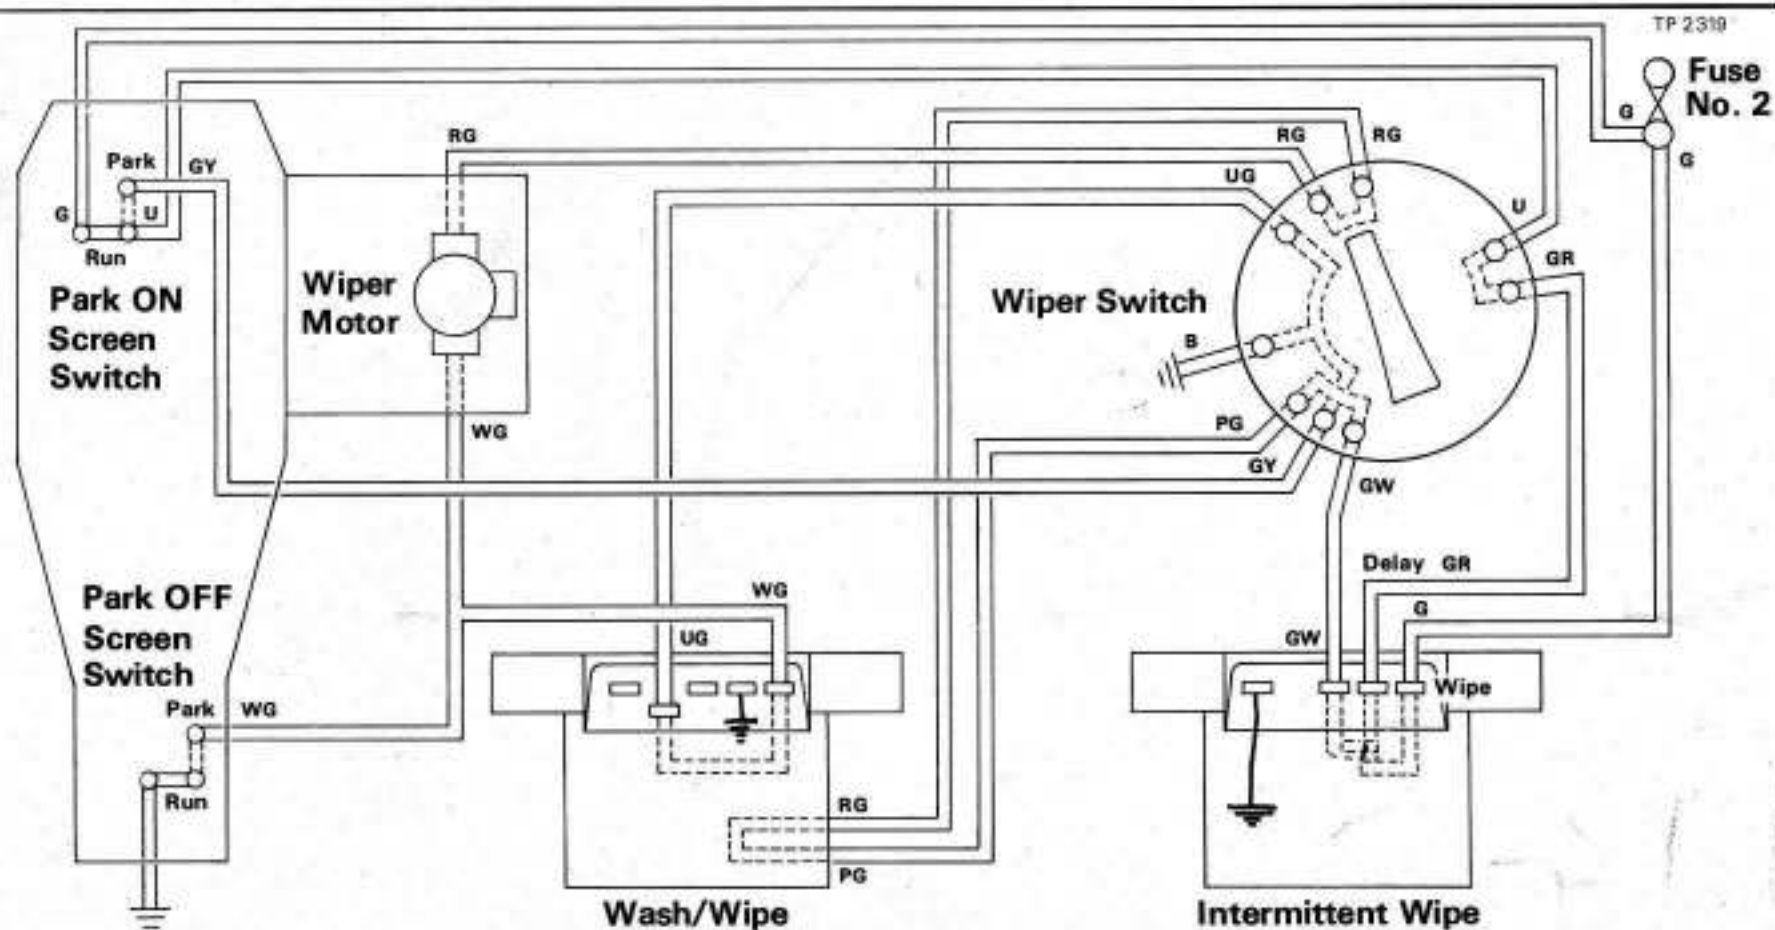 TP 2319
Fuse
No. 2
G
G
RG
RG
RG
UG
U
GR
Park
GY
G
U
Run
Park ON
Screen
Switch
Wiper
Motor
Wiper Switch
B
WG
PG
GY
GW
Delay GR
G
Park OFF
Screen
Switch
WG
UG
GW
Wipe
Park
WG
Run
RG
PG
Wash/Wipe
Intermittent Wipe